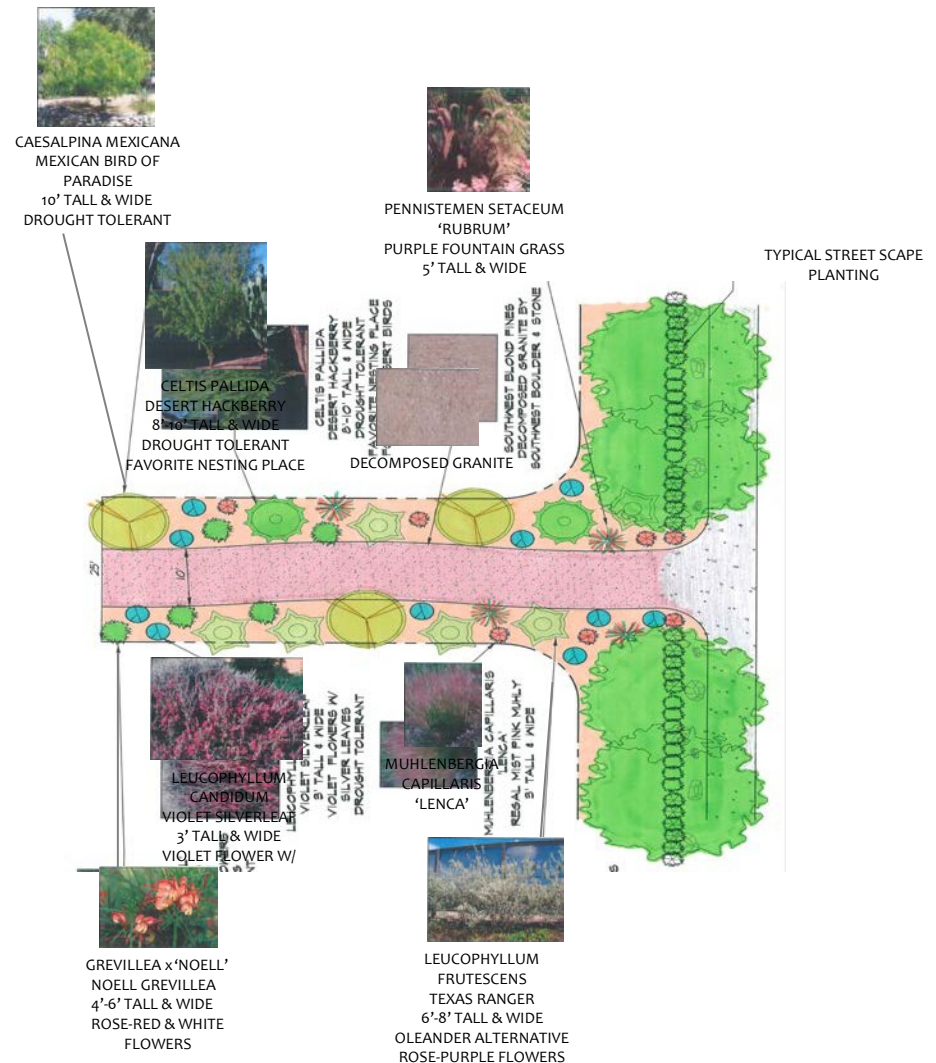 CAESALPINA MEXICANA
MEXICAN BIRD OF
PARADISE
10' TALL & WIDE
DROUGHT TOLERANT
PENNISTEMEN SETACEUM
'RUBRUM'
PURPLE FOUNTAIN GRASS
5' TALL & WIDE
TYPICAL STREET SCAPE
PLANTING
CELTIS PALLIDA
DESERT HACKBERRY
8'-10' TALL & WIDE
DROUGHT TOLERANT
FAVORITE NESTING PLACE
CELTIS PALLIDA
DESERT HACKBERRY
8'-10' TALL & WIDE
DROUGHT TOLERANT
FAVORITE NESTING PLACE
BIRDS
DECOMPOSED GRANITE
SOUTHWEST BLOND FINES
DECOMPOSED GRANITE BY
SOUTHWEST BOULDER & STONE
25'
10'
LEUCOPHYLLUM
CANDIDUM
VIOLET SILVERLEAF
3' TALL & WIDE
VIOLET FLOWER W/
VIOLET SILVERLEAF
3' TALL & WIDE
VIOLET FLOWERS W/
SILVER LEAVES
DROUGHT TOLERANT
MUHLENBERGIA
CAPILLARIS
'LENCA'
MUHLENBERGIA CAPILLARIS
'LENCA'
REGAL MIST PINK MUHLY
3' TALL & WIDE
GREVILLEA x 'NOELL'
NOELL GREVILLEA
4'-6' TALL & WIDE
ROSE-RED & WHITE
FLOWERS
LEUCOPHYLLUM
FRUTESCENS
TEXAS RANGER
6'-8' TALL & WIDE
OLEANDER ALTERNATIVE
ROSE-PURPLE FLOWERS